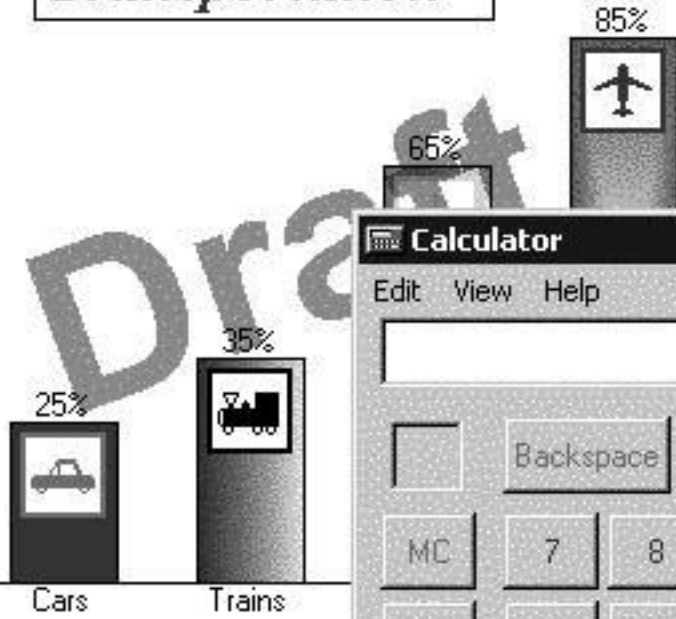 85%
65%
Draft
Calculator
Edit View Help
35%
25%
Backspace
MC 7 8
Cars Trains